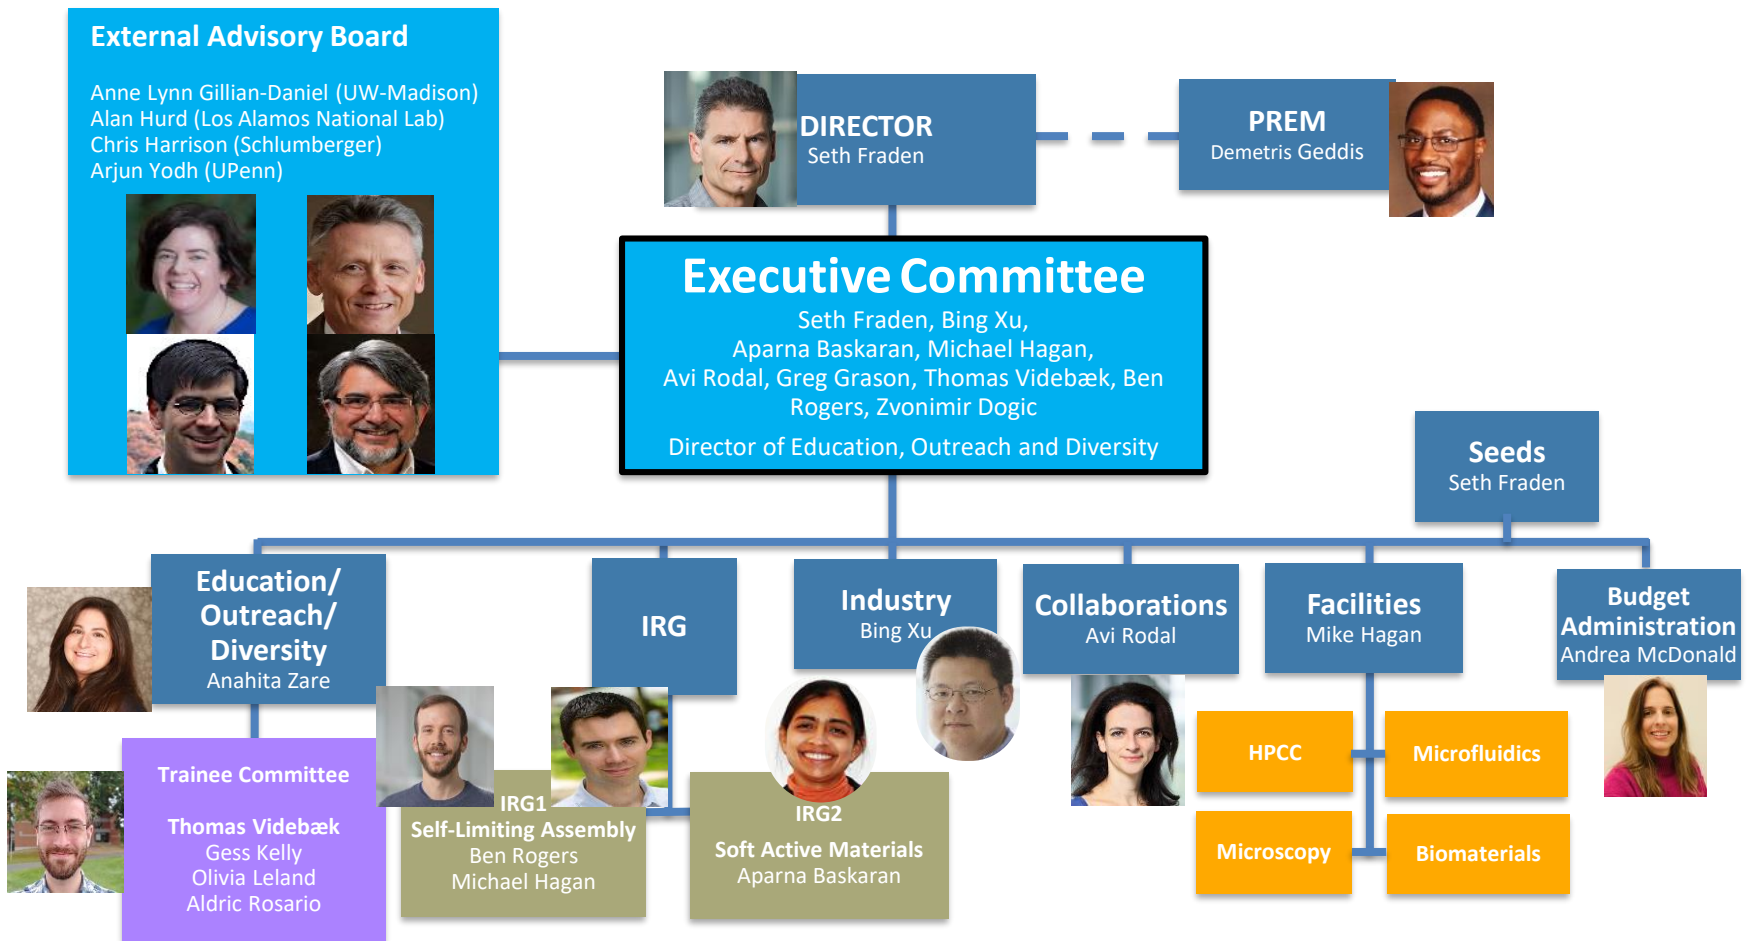 External Advisory Board
Anne Lynn Gillian-Daniel (UW-Madison)
Alan Hurd (Los Alamos National Lab)
Chris Harrison (Schlumberger)
Arjun Yodh (UPenn)
DIRECTOR
Seth Fraden
PREM
Demetris Geddis
Executive Committee
Seth Fraden, Bing Xu,
Aparna Baskaran, Michael Hagan,
Avi Rodal, Greg Grason, Thomas Videbæk, Ben
Rogers, Zvonimir Dogic
Director of Education, Outreach and Diversity
Seeds
Seth Fraden
Education/
Outreach/
Diversity
Anahita Zare
IRG
Industry
Bing Xu
Collaborations
Avi Rodal
Facilities
Mike Hagan
Budget
Administration
Andrea McDonald
Trainee Committee
Thomas Videbæk
Gess Kelly
Olivia Leland
Aldric Rosario
IRG1
Self-Limiting Assembly
Ben Rogers
Michael Hagan
IRG2
Soft Active Materials
Aparna Baskaran
HPCC
Microfluidics
Microscopy
Biomaterials